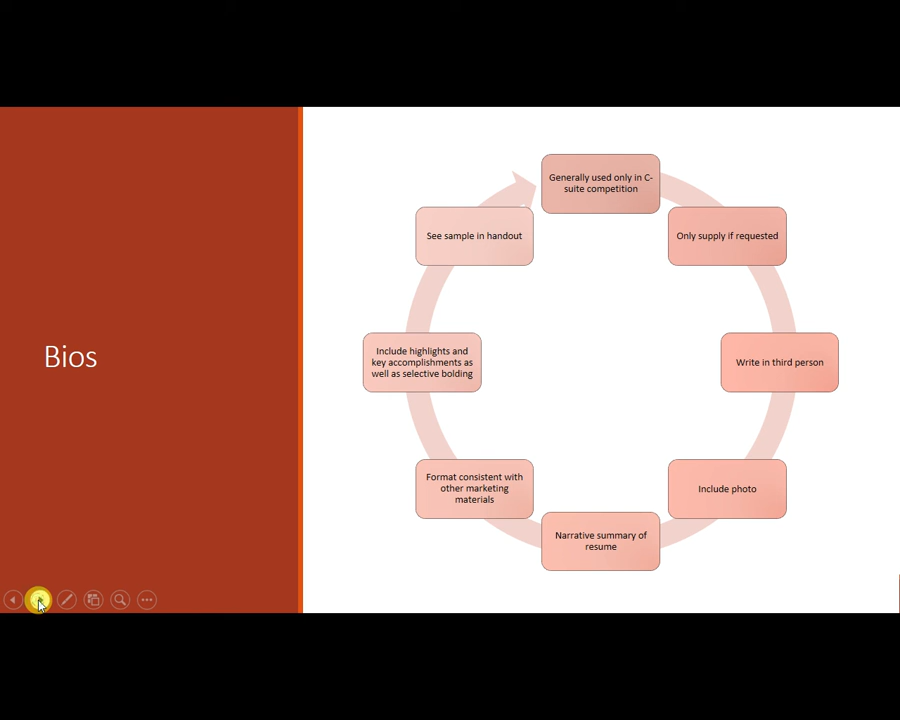 Bios
Generally used only in C-
suite competition
Only supply if requested
Write in third person
Include photo
Narrative summary of
resume
Format consistent with
other marketing
materials
Include highlights and
key accomplishments as
well as selective bolding
See sample in handout